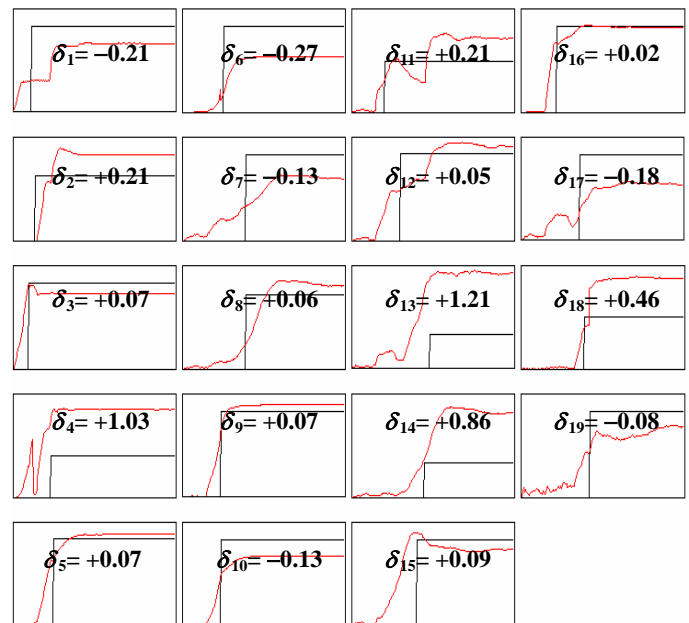 δ1= −0.21
δ6= −0.27
δ11= +0.21
δ16= +0.02
δ2= +0.21
δ7= −0.13
δ12= +0.05
δ17= −0.18
δ3= +0.07
δ8= +0.06
δ13= +1.21
δ18= +0.46
δ4= +1.03
δ9= +0.07
δ14= +0.86
δ19= −0.08
δ5= +0.07
δ10= −0.13
δ15= +0.09